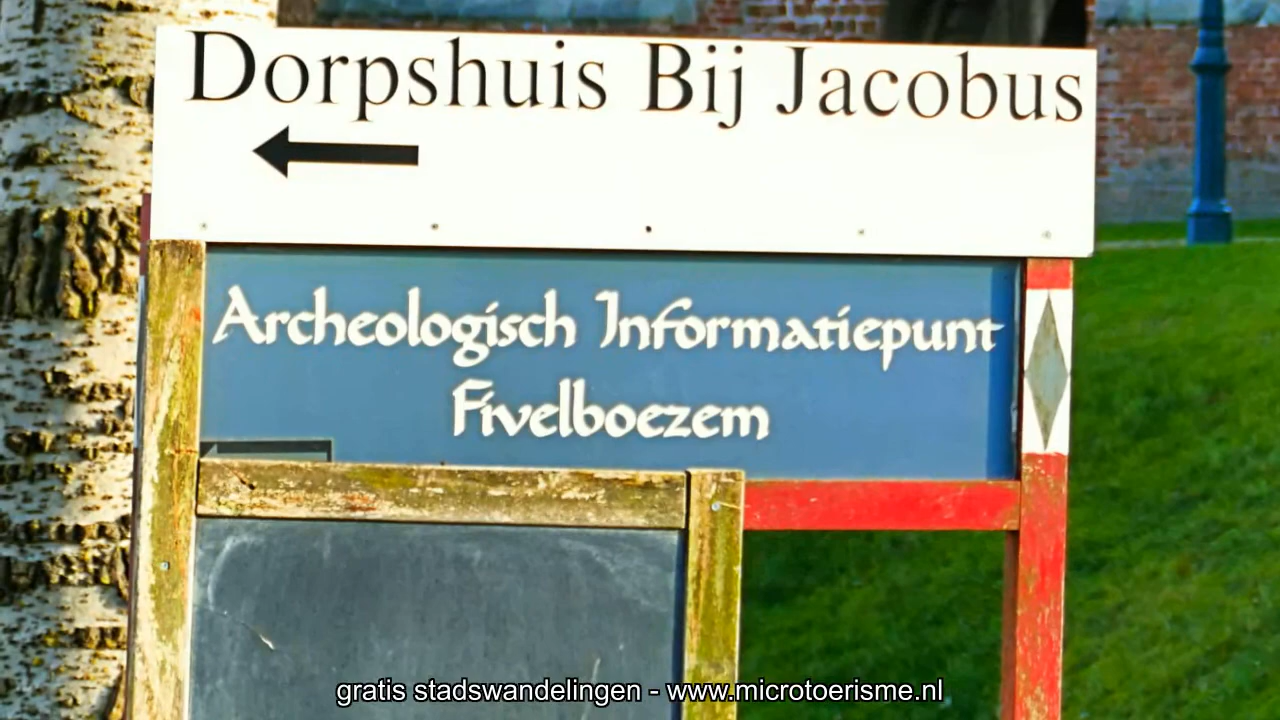 Dorpshuis Bij Jacobus
Archeologisch Informatiepunt
Fivelboezem
gratis stadswandelingen - www.microtoerisme.nl